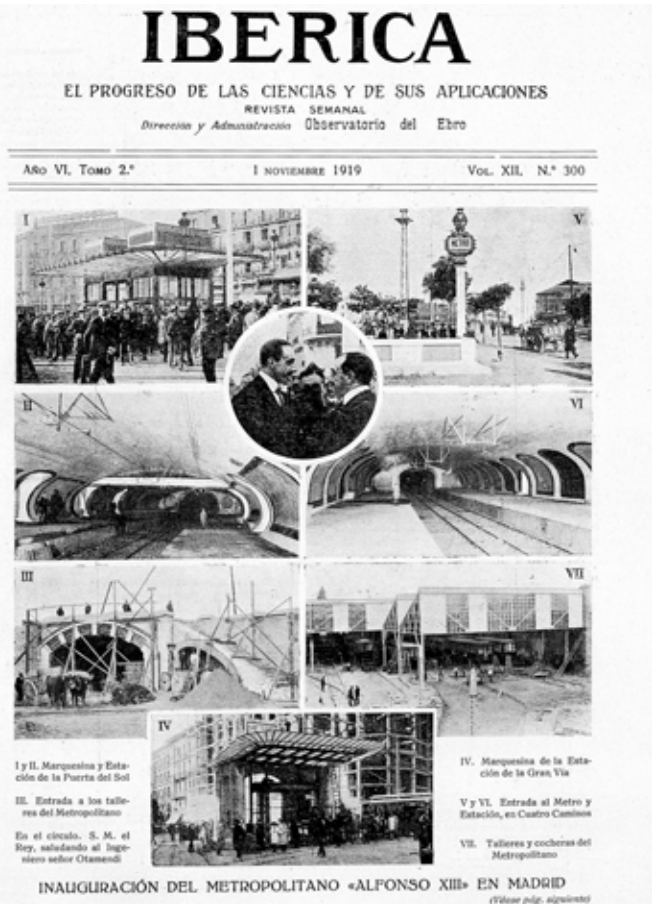 IBERICA
EL PROGRESO DE LAS CIENCIAS Y DE SUS APLICACIONES
REVISTA SEMANAL
Dirección y Administración Observatorio del Ebro
AÑO VI. TOMO 2.º 1 NOVIEMBRE 1919 VOL. XII. N.º 300
I
V
METRO
II
VI
III
VII
IV
I y II. Marquesina y Esta-
ción de la Puerta del Sol
III. Entrada a los talle-
res del Metropolitano
En el círculo. S. M. el
Rey, saludando al inge-
niero señor Otamendi
IV. Marquesina de la Esta-
ción de la Gran Vía
V y VI. Entrada al Metro y
Estación, en Cuatro Caminos
VII. Talleres y cocheras del
Metropolitano
INAUGURACIÓN DEL METROPOLITANO «ALFONSO XIII» EN MADRID
(Véase pág. siguiente)